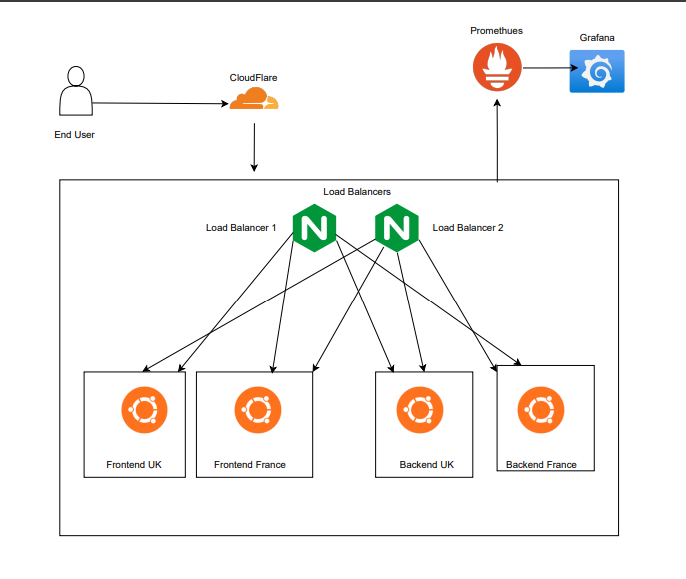 Promethues
Grafana
CloudFlare
End User
Load Balancers
Load Balancer 1
N
N
Load Balancer 2
Frontend UK
Frontend France
Backend UK
Backend France